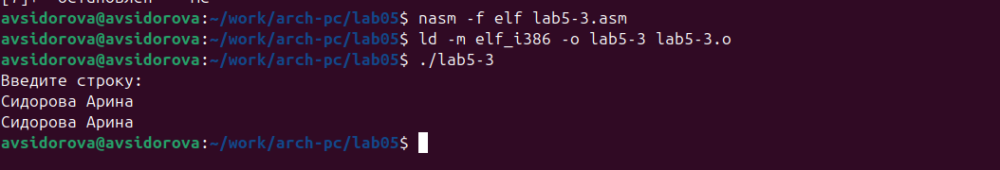 avsidorova@avsidorova:~/work/arch-pc/lab05$ nasm -f elf lab5-3.asm
avsidorova@avsidorova:~/work/arch-pc/lab05$ ld -m elf_i386 -o lab5-3 lab5-3.o
avsidorova@avsidorova:~/work/arch-pc/lab05$ ./lab5-3
Введите строку:
Сидорова Арина
Сидорова Арина
avsidorova@avsidorova:~/work/arch-pc/lab05$